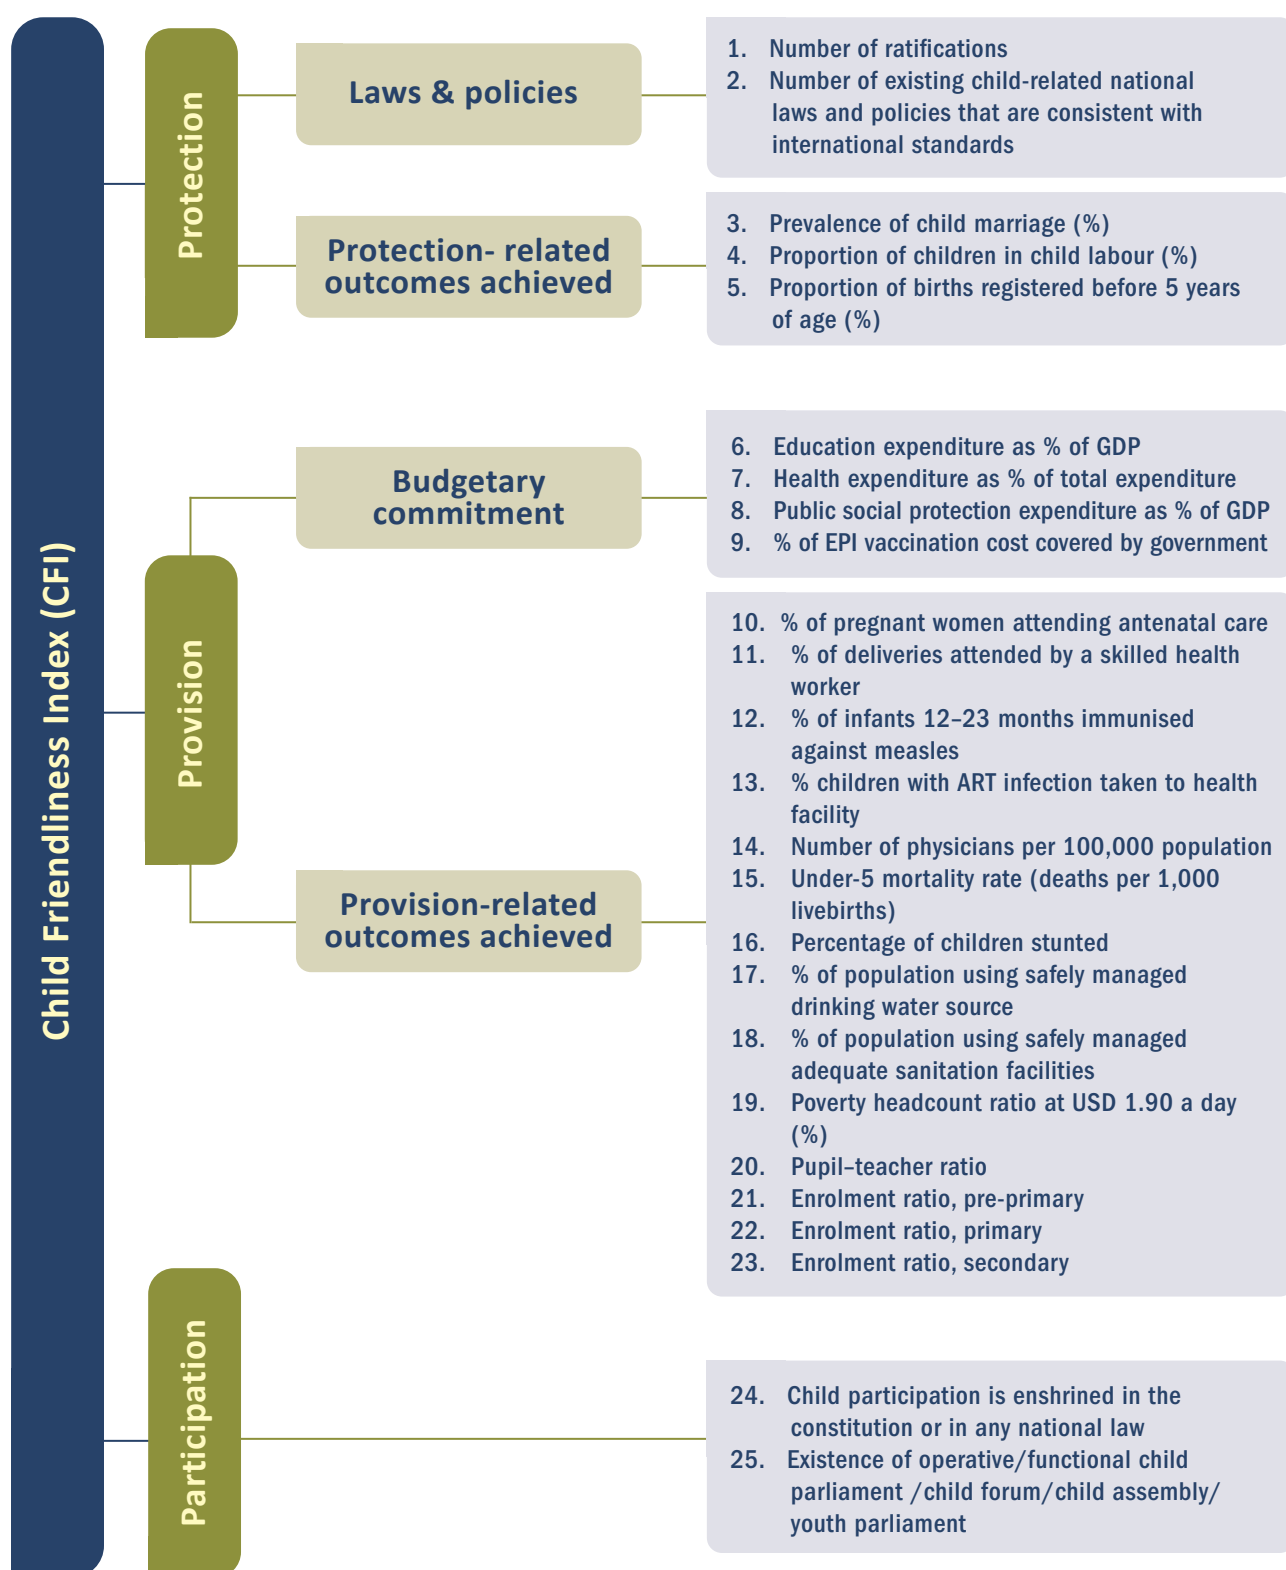 Child Friendliness Index (CFI)
Protection
Laws & policies
1. Number of ratifications
2. Number of existing child-related national
laws and policies that are consistent with
international standards
Protection- related
outcomes achieved
3. Prevalence of child marriage (%)
4. Proportion of children in child labour (%)
5. Proportion of births registered before 5 years
of age (%)
Provision
Budgetary
commitment
6. Education expenditure as % of GDP
7. Health expenditure as % of total expenditure
8. Public social protection expenditure as % of GDP
9. % of EPI vaccination cost covered by government
Provision-related
outcomes achieved
10. % of pregnant women attending antenatal care
11. % of deliveries attended by a skilled health
worker
12. % of infants 12–23 months immunised
against measles
13. % children with ART infection taken to health
facility
14. Number of physicians per 100,000 population
15. Under-5 mortality rate (deaths per 1,000
livebirths)
16. Percentage of children stunted
17. % of population using safely managed
drinking water source
18. % of population using safely managed
adequate sanitation facilities
19. Poverty headcount ratio at USD 1.90 a day
(%)
20. Pupil–teacher ratio
21. Enrolment ratio, pre-primary
22. Enrolment ratio, primary
23. Enrolment ratio, secondary
Participation
24. Child participation is enshrined in the
constitution or in any national law
25. Existence of operative/functional child
parliament /child forum/child assembly/
youth parliament